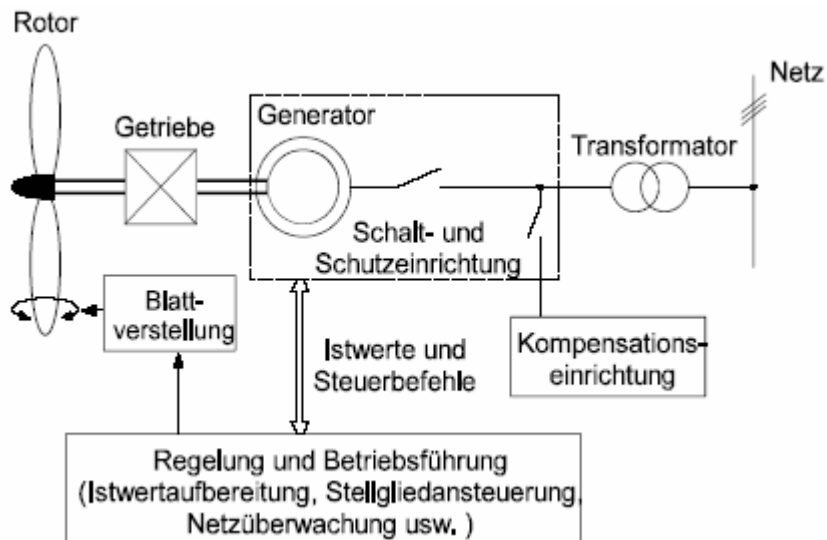 Rotor
Netz
Getriebe
Generator
Transformator
Schalt- und
Schutzeinrichtung
Blatt-
verstellung
Istwerte und
Steuerbefehle
Kompensations-
einrichtung
Regelung und Betriebsführung
(Istwertaufbereitung, Stellgliedansteuerung,
Netzüberwachung usw. )